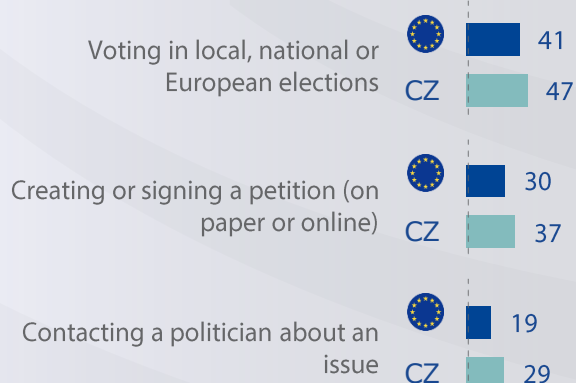 Voting in local, national or
European elections
41
CZ
47
Creating or signing a petition (on
paper or online)
30
CZ
37
Contacting a politician about an
issue
19
CZ
29